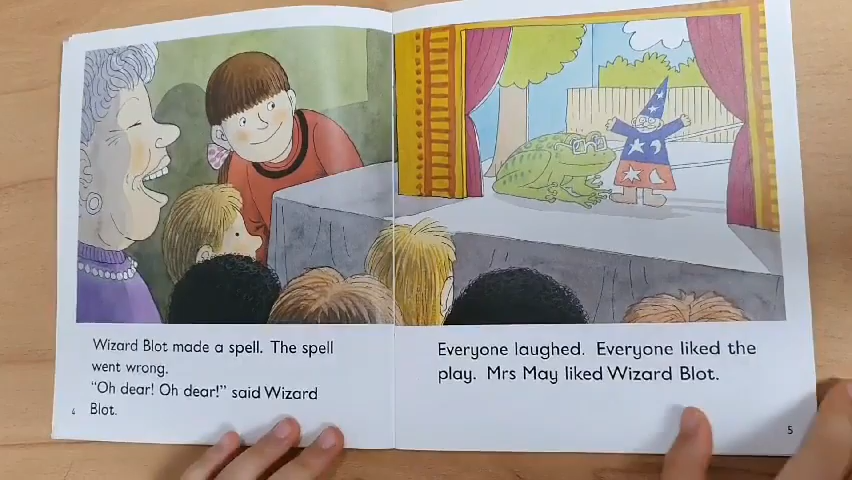 Wizard Blot made a spell. The spell
went wrong.
“Oh dear! Oh dear!” said Wizard
Blot.
4
Everyone laughed. Everyone liked the
play. Mrs May liked Wizard Blot.
5